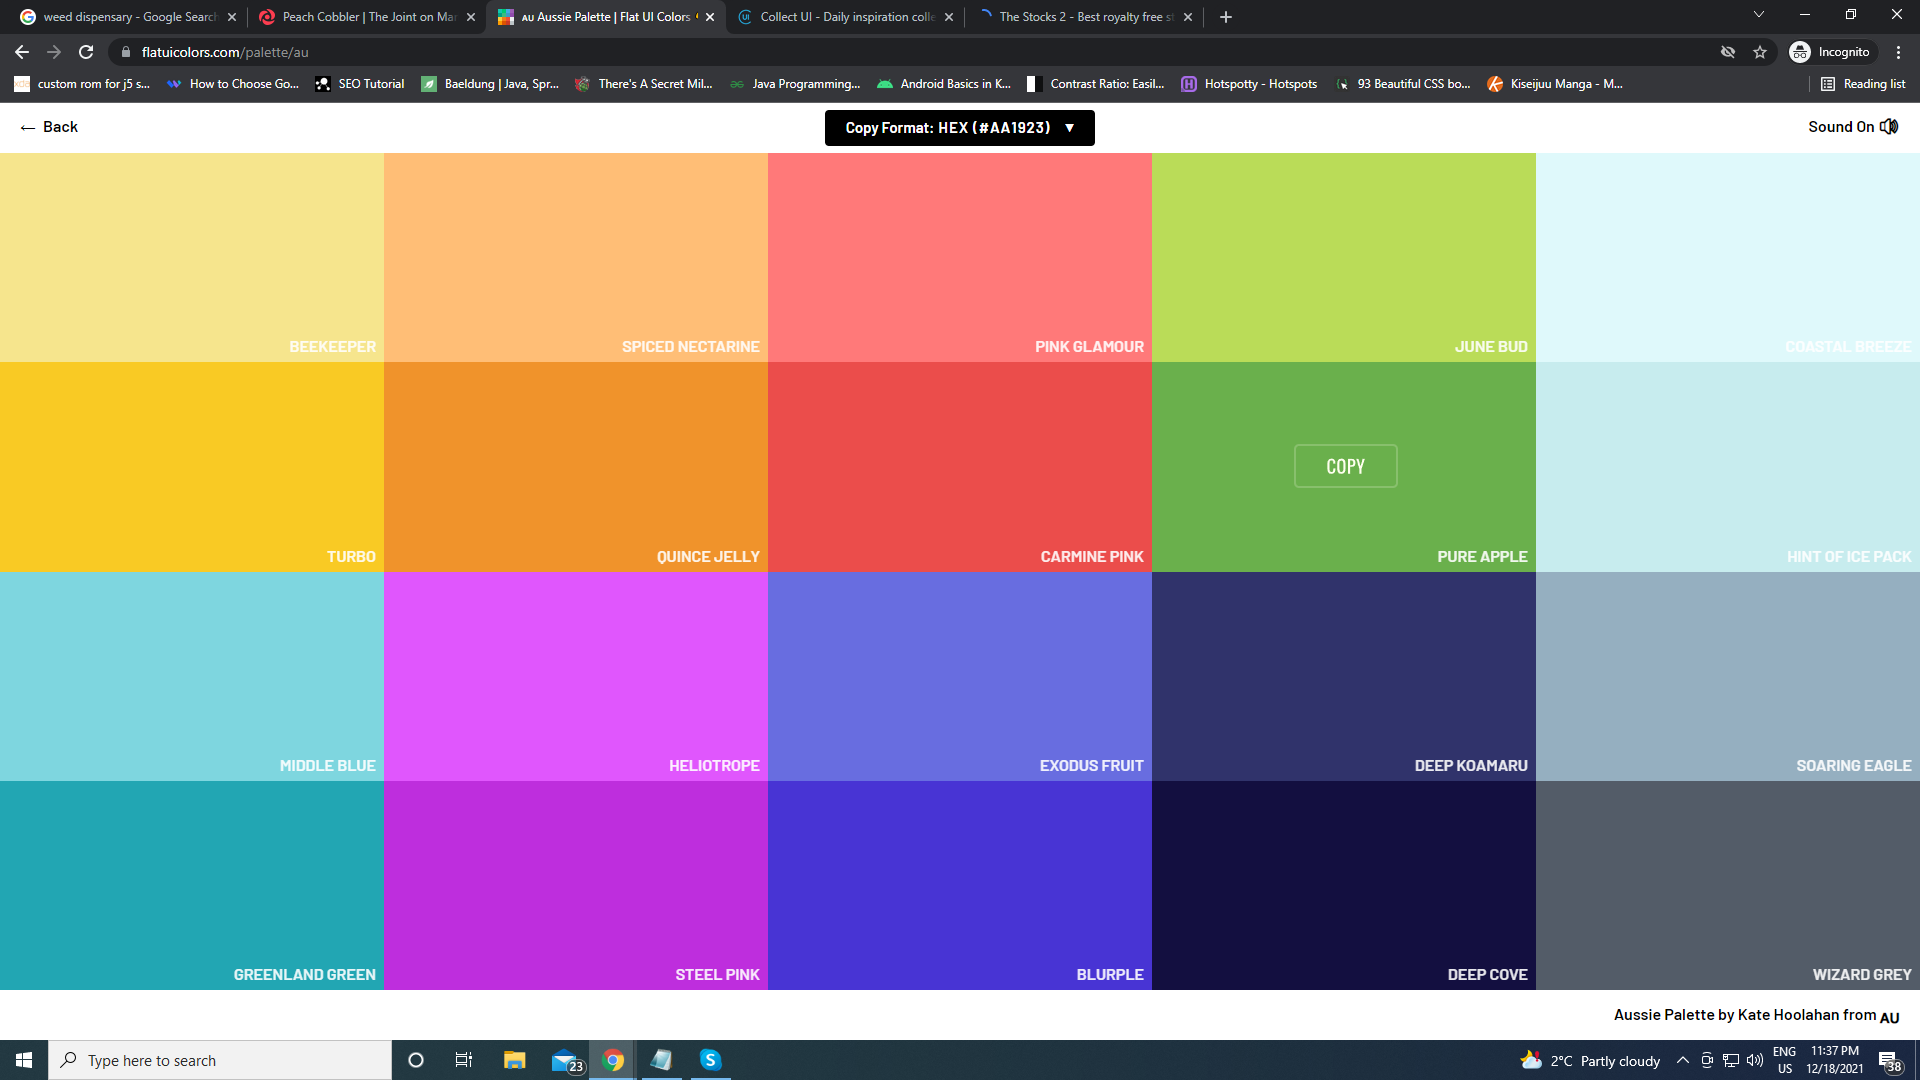 weed dispensary - Google Search
Peach Cobbler | The Joint on Mar
AU Aussie Palette | Flat UI Colors
Collect UI - Daily inspiration colle
The Stocks 2 - Best royalty free st
flatuicolors.com/palette/au
Incognito
custom rom for j5 s...
How to Choose Go...
SEO Tutorial
Baeldung | Java, Spr...
There's A Secret Mil...
Java Programming...
Android Basics in K...
Contrast Ratio: Easil...
Hotspotty - Hotspots
93 Beautiful CSS bo...
Kiseijuu Manga - M...
Reading list
← Back
Copy Format: HEX (#AA1923) ▼
Sound On
BEEKEEPER
SPICED NECTARINE
PINK GLAMOUR
JUNE BUD
COASTAL BREEZE
TURBO
QUINCE JELLY
CARMINE PINK
COPY
PURE APPLE
HINT OF ICE PACK
MIDDLE BLUE
HELIOTROPE
EXODUS FRUIT
DEEP KOAMARU
SOARING EAGLE
GREENLAND GREEN
STEEL PINK
BLURPLE
DEEP COVE
WIZARD GREY
Aussie Palette by Kate Hoolahan from AU
Type here to search
23
2°C Partly cloudy
ENG
US
11:37 PM
12/18/2021
38